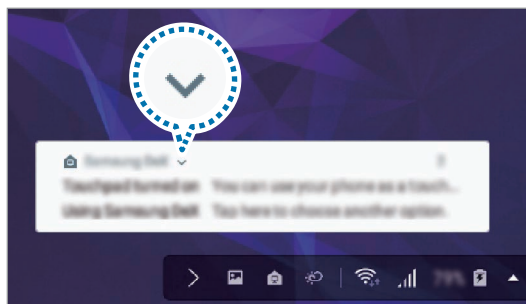 Samsung DeX
Touchpad turned on You can use your phone as a touch...
Using Samsung DeX Tap here to choose another option.
79%